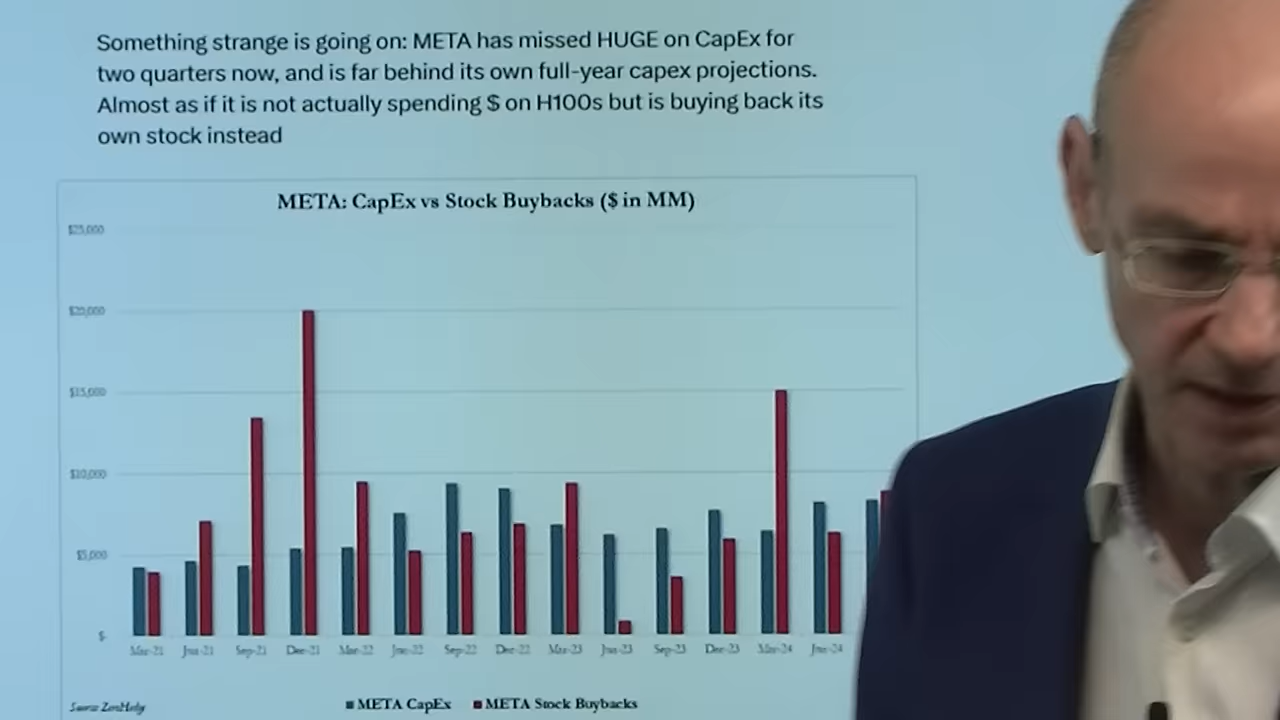 Something strange is going on: META has missed HUGE on CapEx for
two quarters now, and is far behind its own full-year capex projections.
Almost as if it is not actually spending $ on H100s but is buying back its
own stock instead
META: CapEx vs Stock Buybacks ($ in MM)
$25,000
$20,000
$15,000
$10,000
$5,000
$-
Mar-21 Jun-21 Sep-21 Dec-21 Mar-22 Jun-22 Sep-22 Dec-22 Mar-23 Jun-23 Sep-23 Dec-23 Mar-24 Jun-24
META CapEx META Stock Buybacks
Source: ZeroHedge